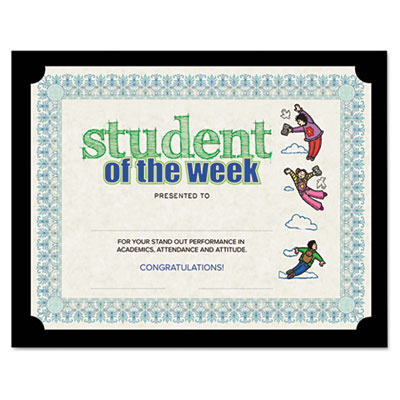 student
of the week
PRESENTED TO
FOR YOUR STAND OUT PERFORMANCE IN
ACADEMICS, ATTENDANCE AND ATTITUDE.
CONGRATULATIONS!